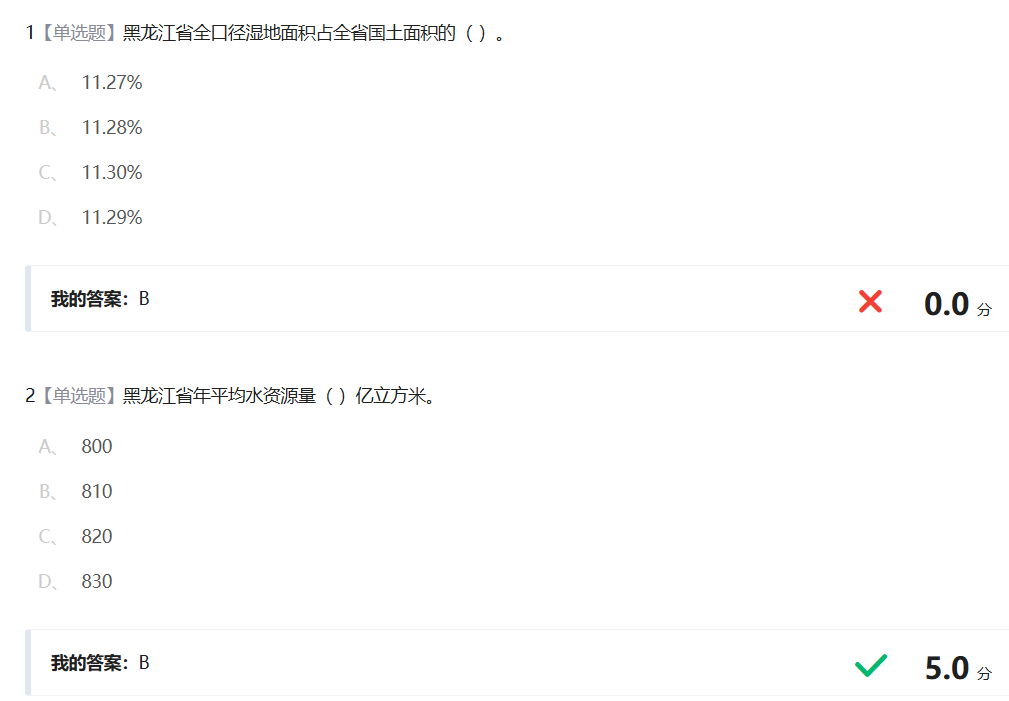 1【单选题】黑龙江省全口径湿地面积占全省国土面积的（ ）。
A、 11.27%
B、 11.28%
C、 11.30%
D、 11.29%
我的答案：B 0.0 分
2【单选题】黑龙江省年平均水资源量（ ）亿立方米。
A、 800
B、 810
C、 820
D、 830
我的答案：B 5.0 分